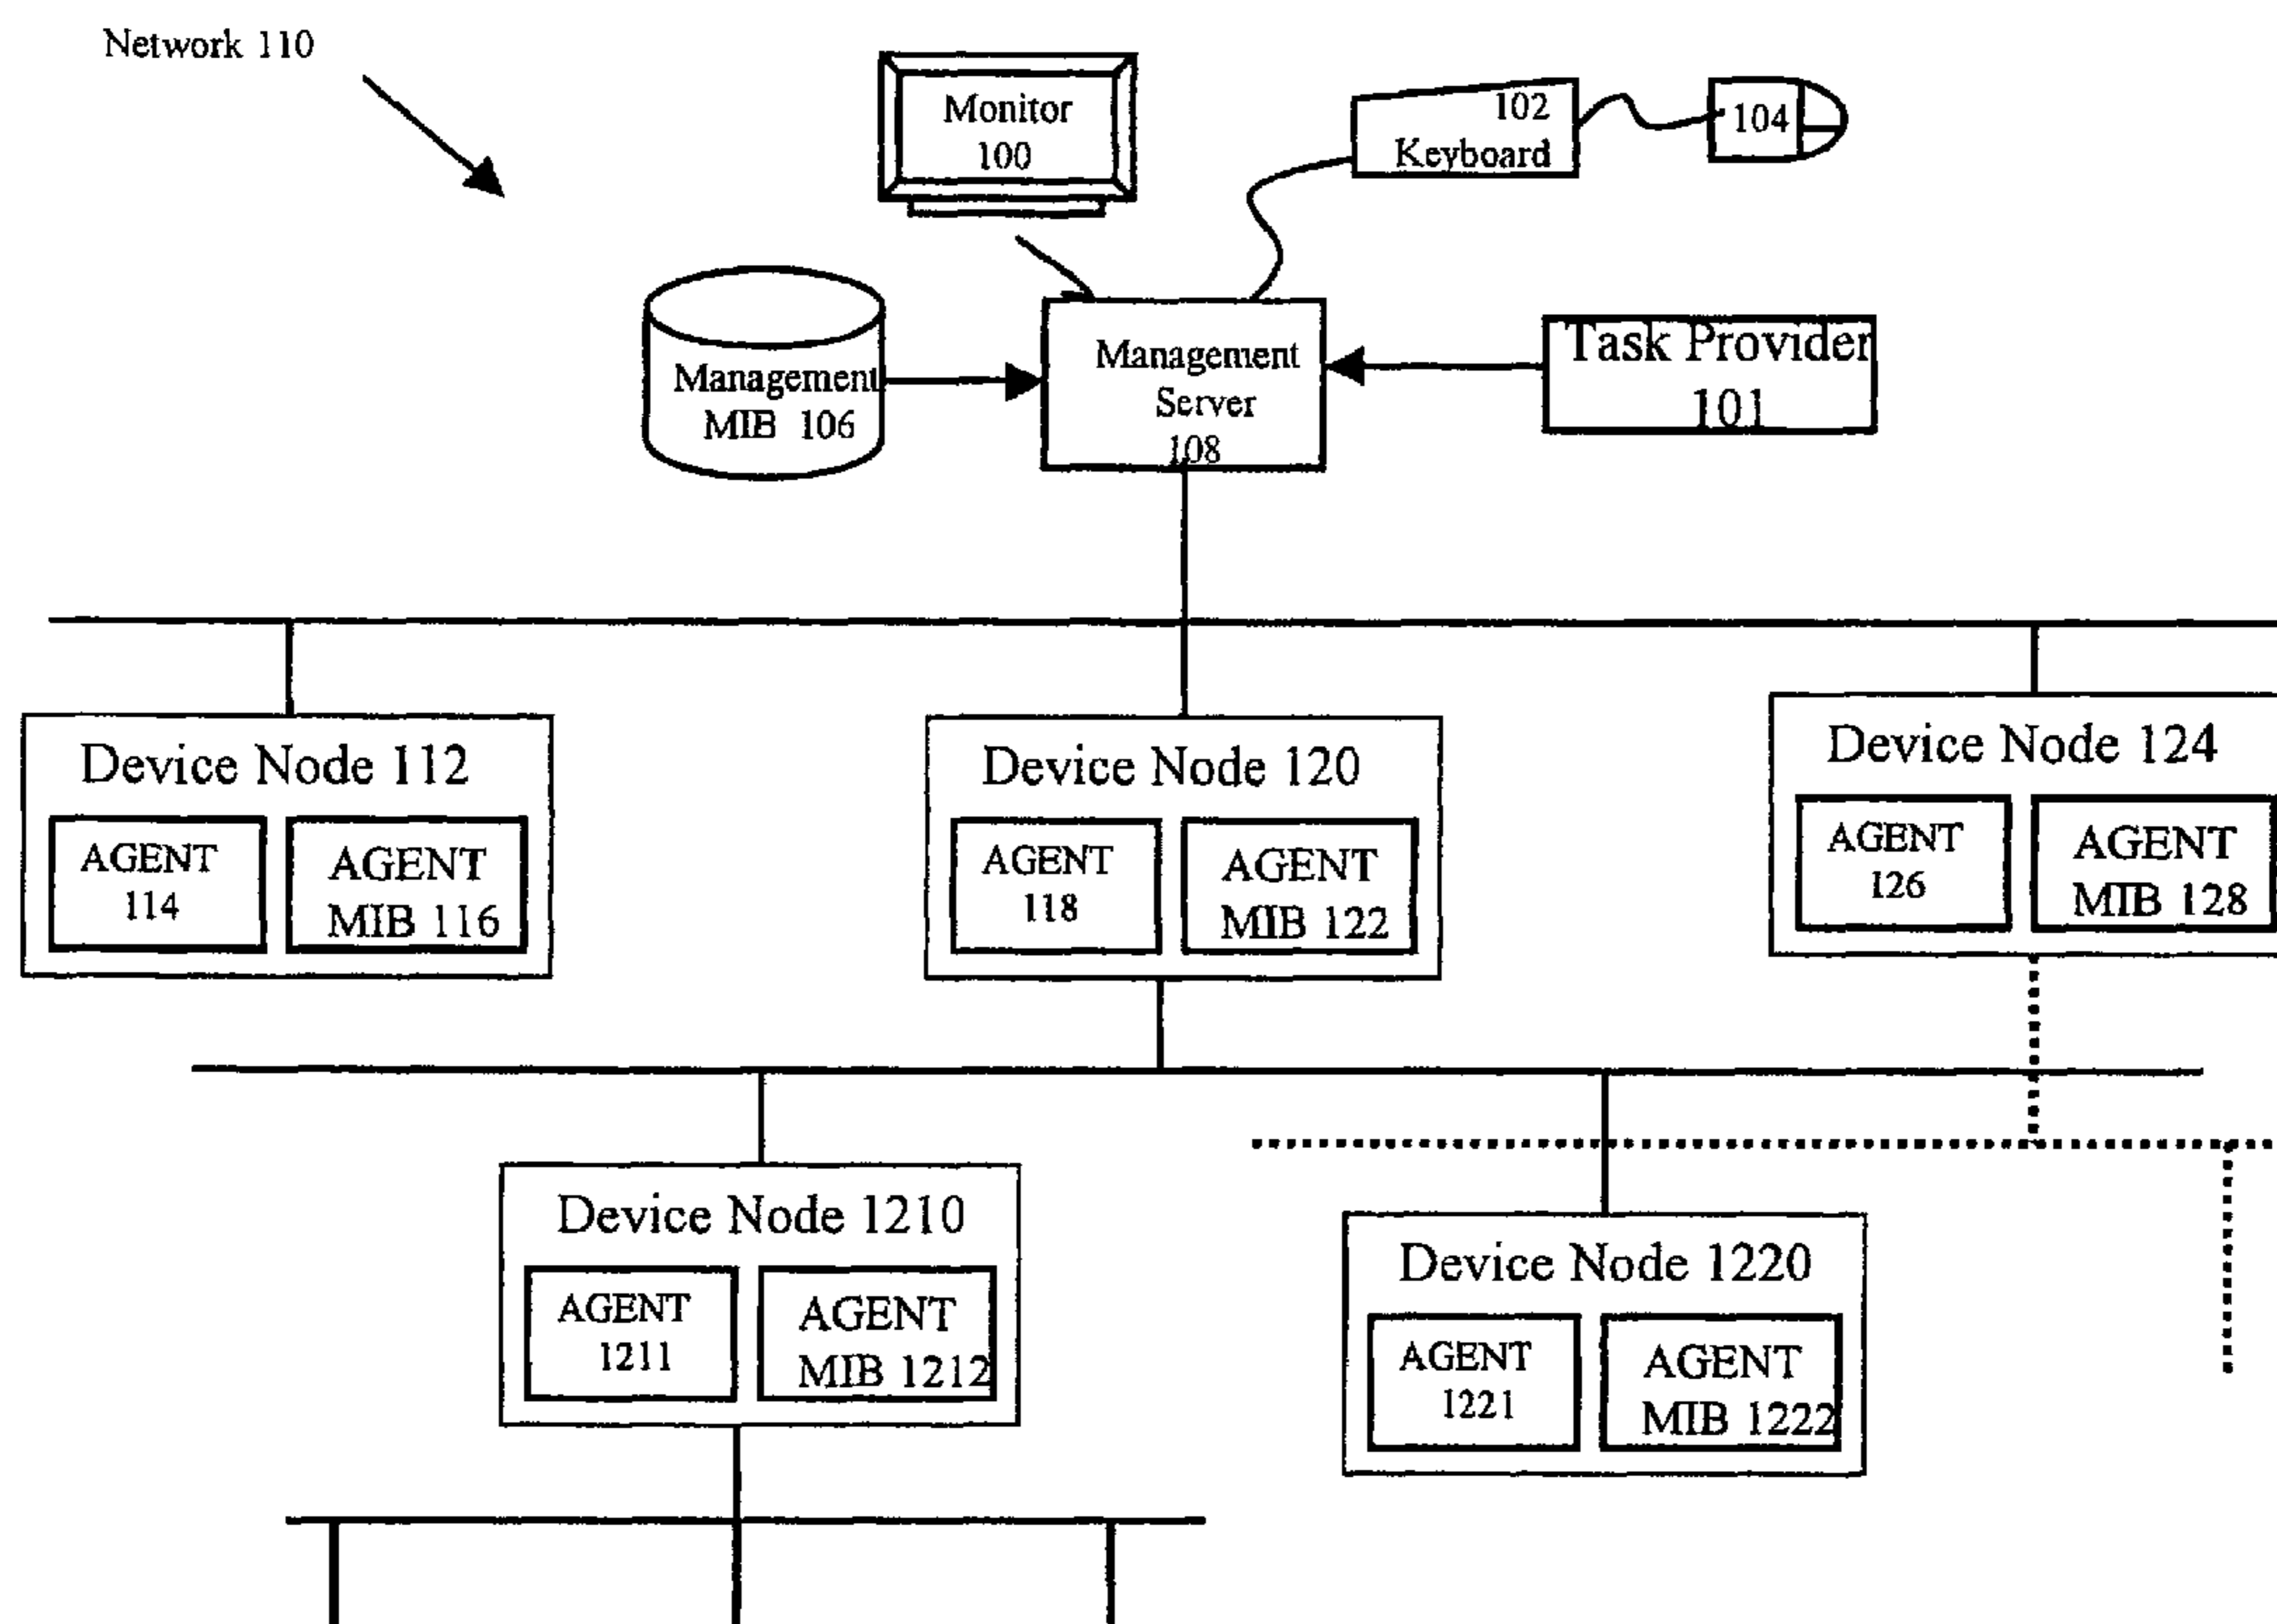 Network 110
Monitor
100
102
Keyboard
104
Management
MIB 106
Management
Server
108
Task Provider
101
Device Node 112
AGENT
114
AGENT
MIB 116
Device Node 120
AGENT
118
AGENT
MIB 122
Device Node 124
AGENT
126
AGENT
MIB 128
Device Node 1210
AGENT
1211
AGENT
MIB 1212
Device Node 1220
AGENT
1221
AGENT
MIB 1222